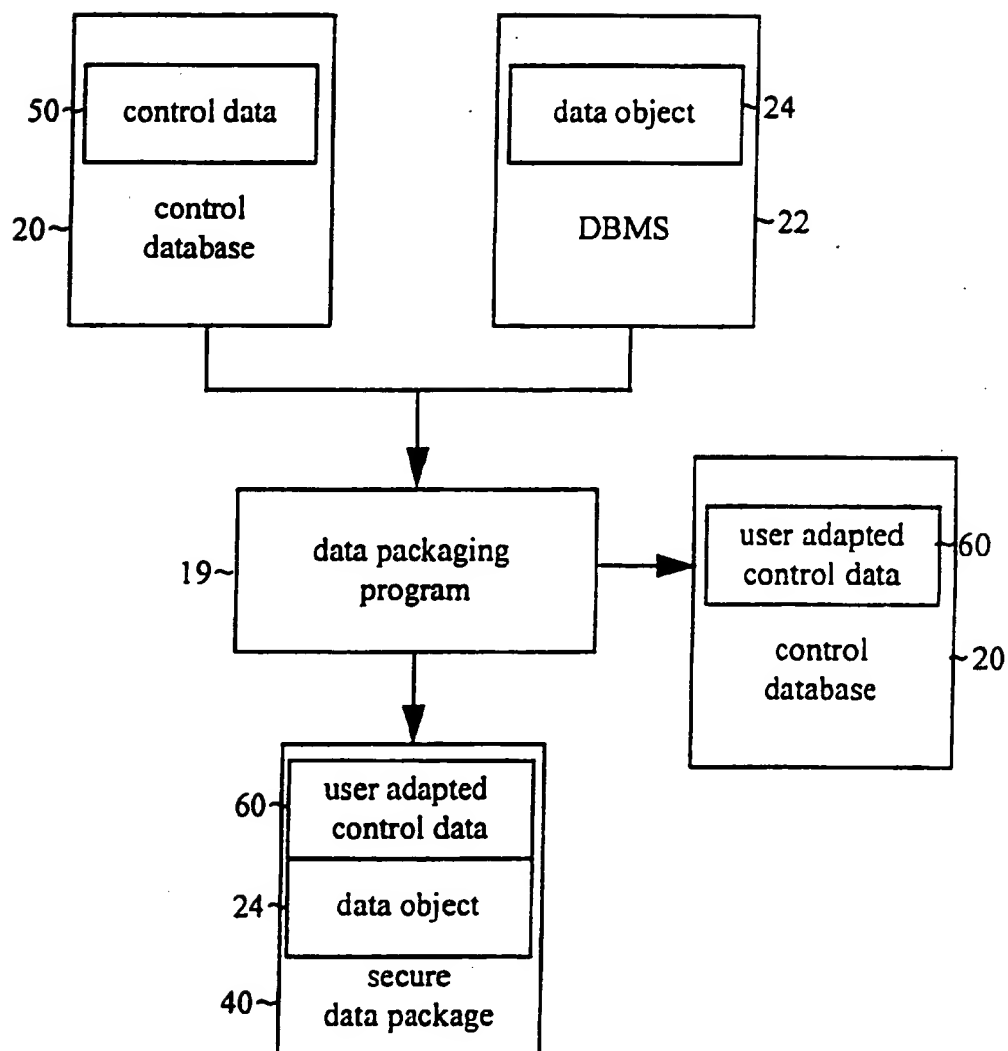 50~ control data
data object 24
20~ control
database
DBMS ~22
19~ data packaging
program
user adapted ~60
control data
control ~20
database
60~ user adapted
control data
24~ data object
secure
40~ data package